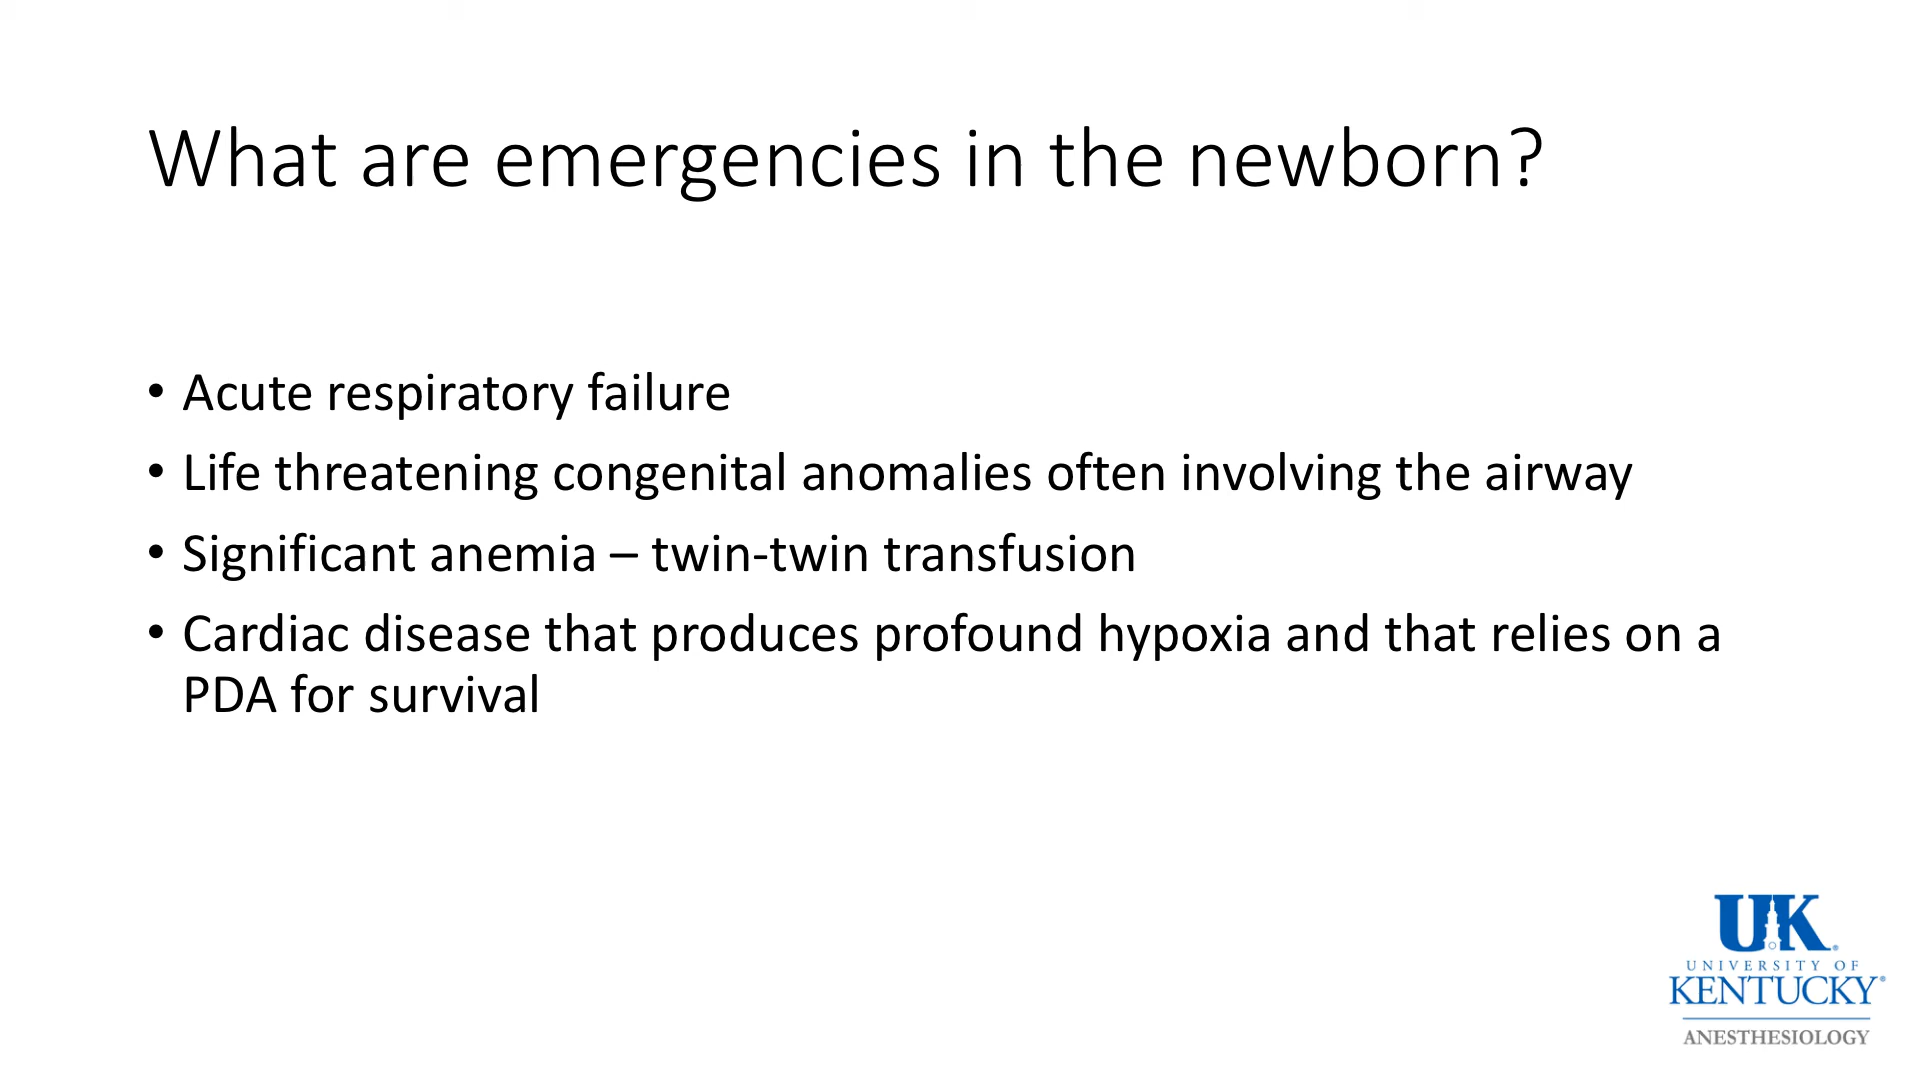 What are emergencies in the newborn?
• Acute respiratory failure
• Life threatening congenital anomalies often involving the airway
• Significant anemia – twin-twin transfusion
• Cardiac disease that produces profound hypoxia and that relies on a
PDA for survival
UK®
UNIVERSITY OF
KENTUCKY®
ANESTHESIOLOGY